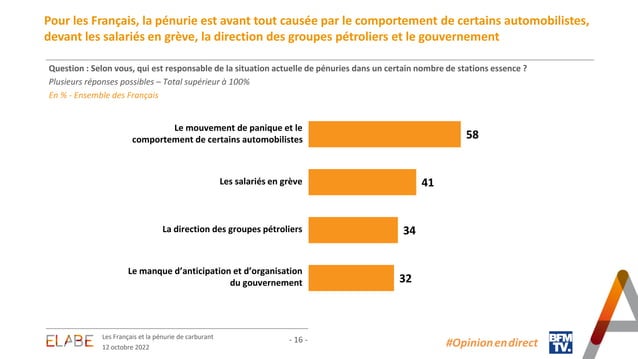 Pour les Français, la pénurie est avant tout causée par le comportement de certains automobilistes,
devant les salariés en grève, la direction des groupes pétroliers et le gouvernement
Question : Selon vous, qui est responsable de la situation actuelle de pénuries dans un certain nombre de stations essence ?
Plusieurs réponses possibles – Total supérieur à 100%
En % - Ensemble des Français
Le mouvement de panique et le
comportement de certains automobilistes
58
Les salariés en grève
41
La direction des groupes pétroliers
34
Le manque d’anticipation et d’organisation
du gouvernement
32
ELABE
Les Français et la pénurie de carburant
12 octobre 2022
- 16 -
#Opinion en direct
BFM
TV.